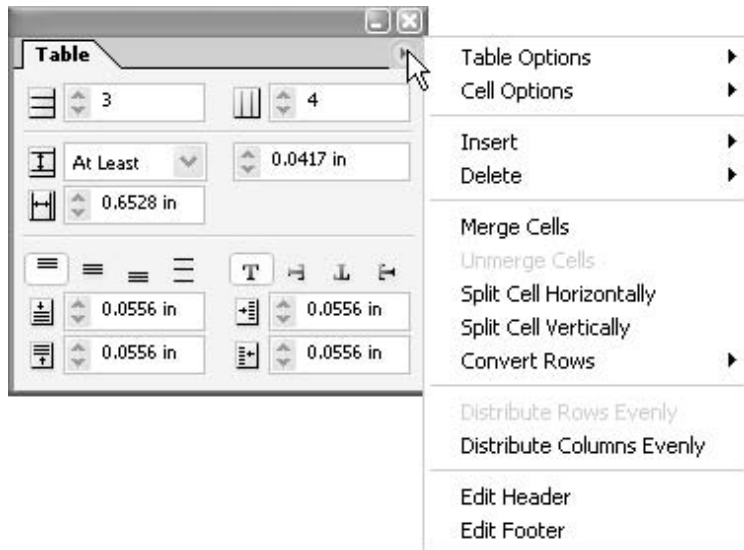 Table
3
4
At Least
0.0417 in
0.6528 in
T
0.0556 in
0.0556 in
0.0556 in
0.0556 in
Table Options
Cell Options
Insert
Delete
Merge Cells
Unmerge Cells
Split Cell Horizontally
Split Cell Vertically
Convert Rows
Distribute Rows Evenly
Distribute Columns Evenly
Edit Header
Edit Footer